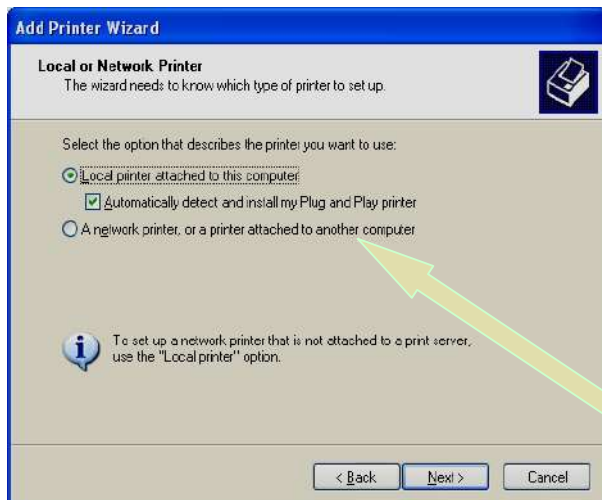 Add Printer Wizard
Local or Network Printer
The wizard needs to know which type of printer to set up.
Select the option that describes the printer you want to use:
Local printer attached to this computer
Automatically detect and install my Plug and Play printer
A network printer, or a printer attached to another computer
To set up a network printer that is not attached to a print server,
use the "Local printer" option.
< Back Next > Cancel